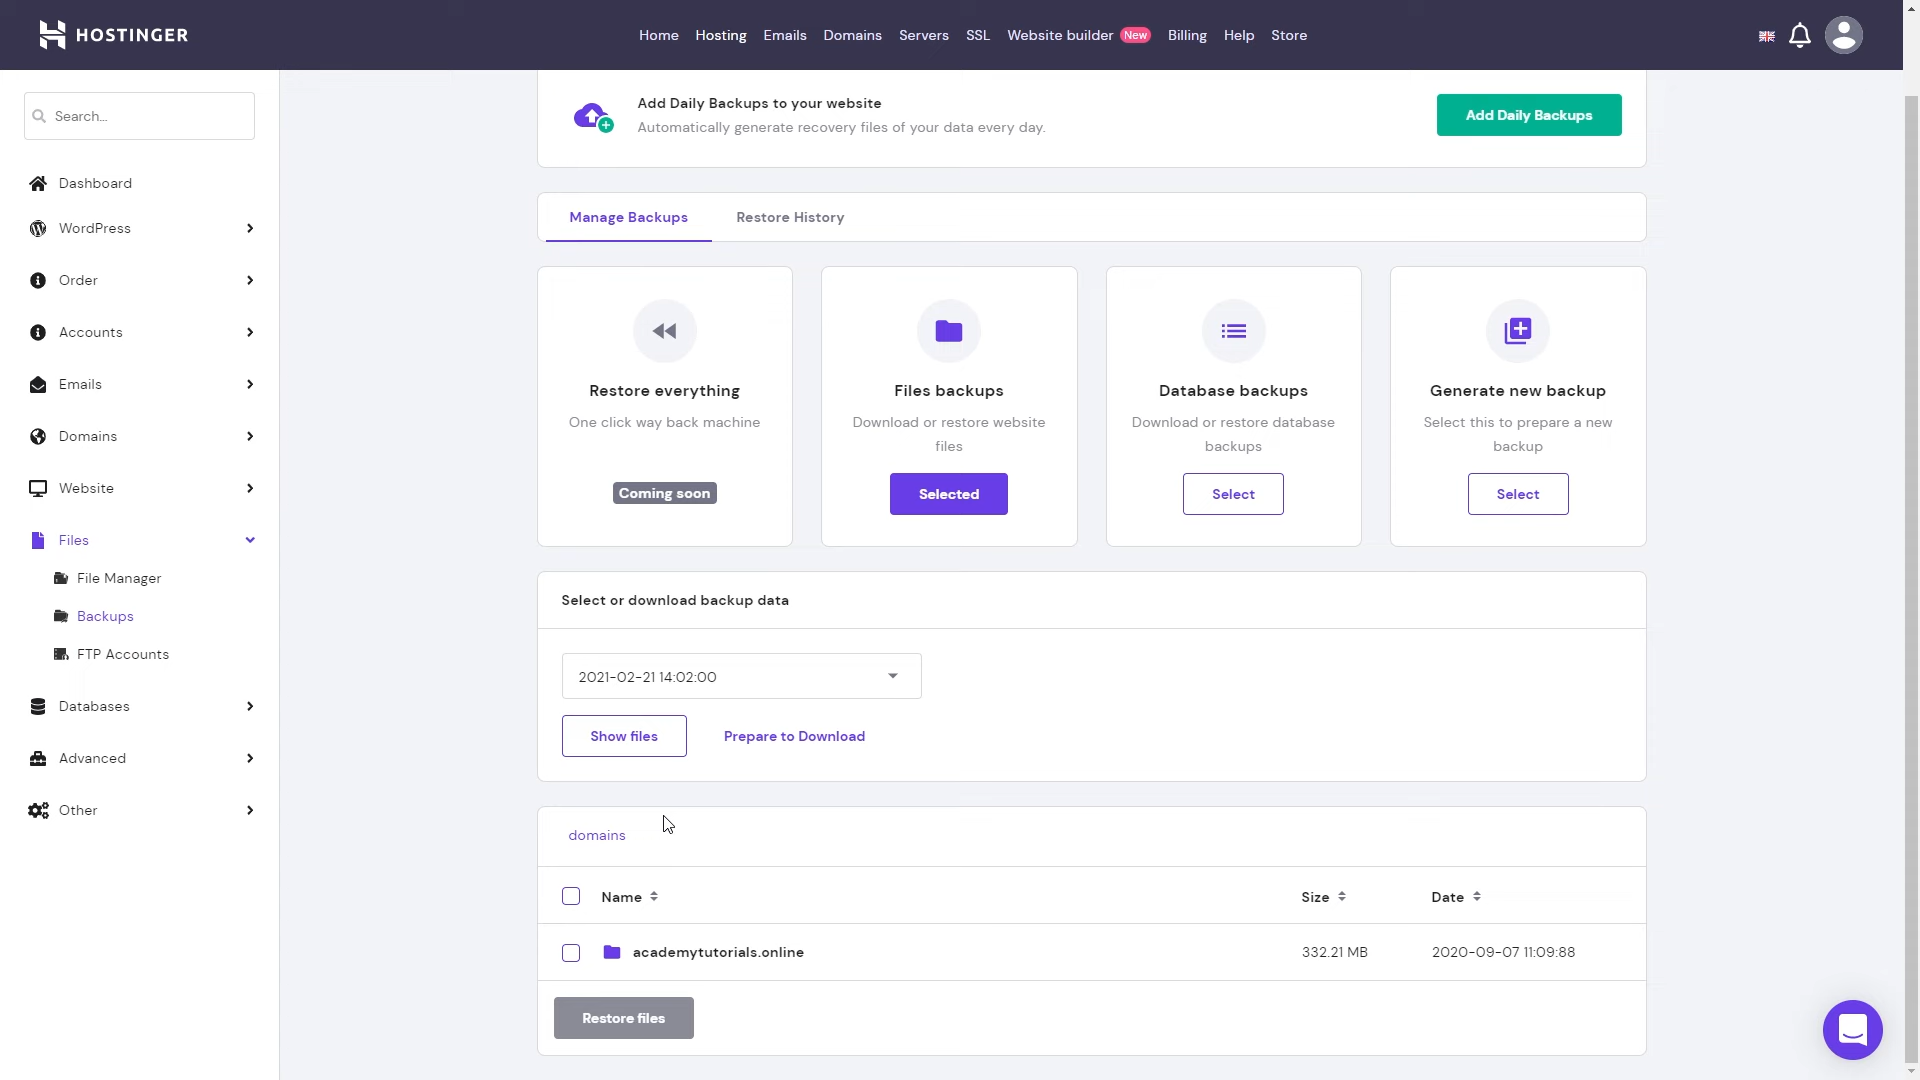 HOSTINGER
Home Hosting Emails Domains Servers SSL Website builder New Billing Help Store
Search...
Dashboard
WordPress
Order
Accounts
Emails
Domains
Website
Files
File Manager
Backups
FTP Accounts
Databases
Advanced
Other
Add Daily Backups to your website
Automatically generate recovery files of your data every day.
Add Daily Backups
Manage Backups Restore History
Restore everything
One click way back machine
Coming soon
Files backups
Download or restore website
files
Selected
Database backups
Download or restore database
backups
Select
Generate new backup
Select this to prepare a new
backup
Select
Select or download backup data
2021-02-21 14:02:00
Show files Prepare to Download
domains
Name Size Date
academytutorials.online 332.21 MB 2020-09-07 11:09:88
Restore files